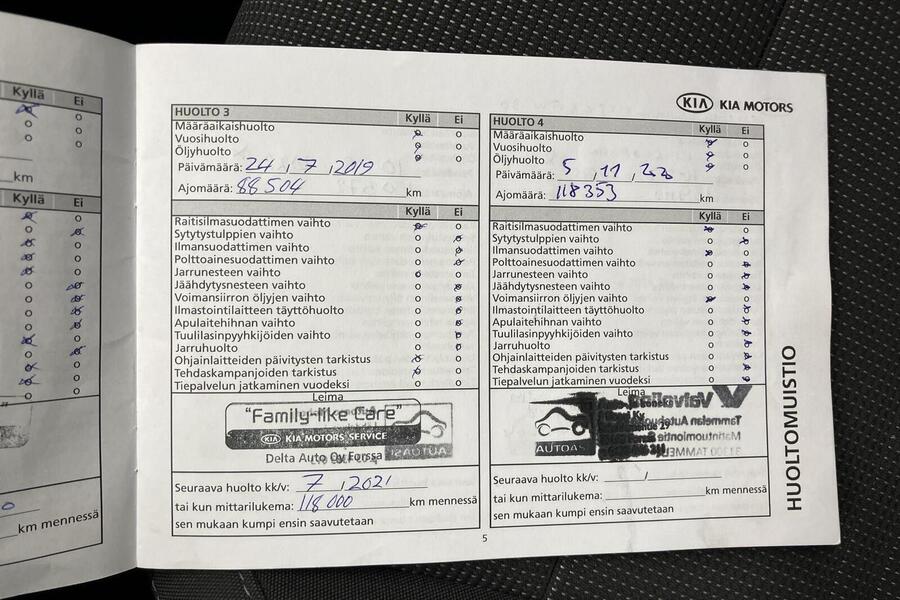 Kyllä Ei
km
Kyllä Ei
km mennessä
KIA KIA MOTORS
HUOLTO 3 Kyllä Ei
Määräaikaishuolto
Vuosihuolto
Öljyhuolto
Päivämäärä: 24 , 7 , 2019
Ajomäärä: 88504 km
Kyllä Ei
Raitisilmasuodattimen vaihto
Sytytystulppien vaihto
Ilmansuodattimen vaihto
Polttoainesuodattimen vaihto
Jarrunesteen vaihto
Jäähdytysnesteen vaihto
Voimansiirron öljyjen vaihto
Ilmastointilaitteen täyttöhuolto
Apulaitehihnan vaihto
Tuulilasinpyyhkijöiden vaihto
Jarruhuolto
Ohjainlaitteiden päivitysten tarkistus
Tehdaskampanjoiden tarkistus
Tiepalvelun jatkaminen vuodeksi
Leima
"Family-like Care"
KIA KIA MOTORS SERVICE
Delta Auto Oy Forssa
Seuraava huolto kk/v: 7 , 2021
tai kun mittarilukema: 118 000 km mennessä
sen mukaan kumpi ensin saavutetaan
HUOLTO 4 Kyllä Ei
Määräaikaishuolto
Vuosihuolto
Öljyhuolto
Päivämäärä: 5 , 11 , 22
Ajomäärä: 118353 km
Kyllä Ei
Raitisilmasuodattimen vaihto
Sytytystulppien vaihto
Ilmansuodattimen vaihto
Polttoainesuodattimen vaihto
Jarrunesteen vaihto
Jäähdytysnesteen vaihto
Voimansiirron öljyjen vaihto
Ilmastointilaitteen täyttöhuolto
Apulaitehihnan vaihto
Tuulilasinpyyhkijöiden vaihto
Jarruhuolto
Ohjainlaitteiden päivitysten tarkistus
Tehdaskampanjoiden tarkistus
Tiepalvelun jatkaminen vuodeksi
Leima
Seuraava huolto kk/v: /
tai kun mittarilukema: km mennessä
sen mukaan kumpi ensin saavutetaan
HUOLTOMUISTIO
5